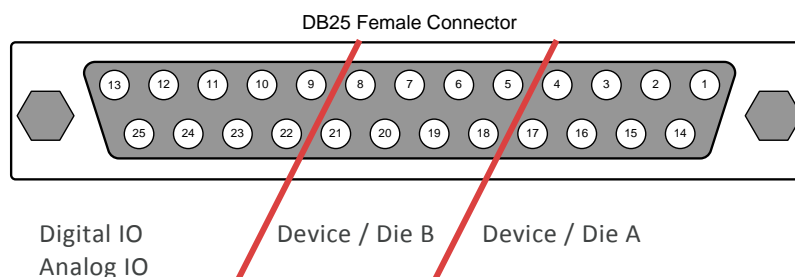 DB25 Female Connector
13 12 11 10 9 8 7 6 5 4 3 2 1
25 24 23 22 21 20 19 18 17 16 15 14
Digital IO Device / Die B Device / Die A
Analog IO